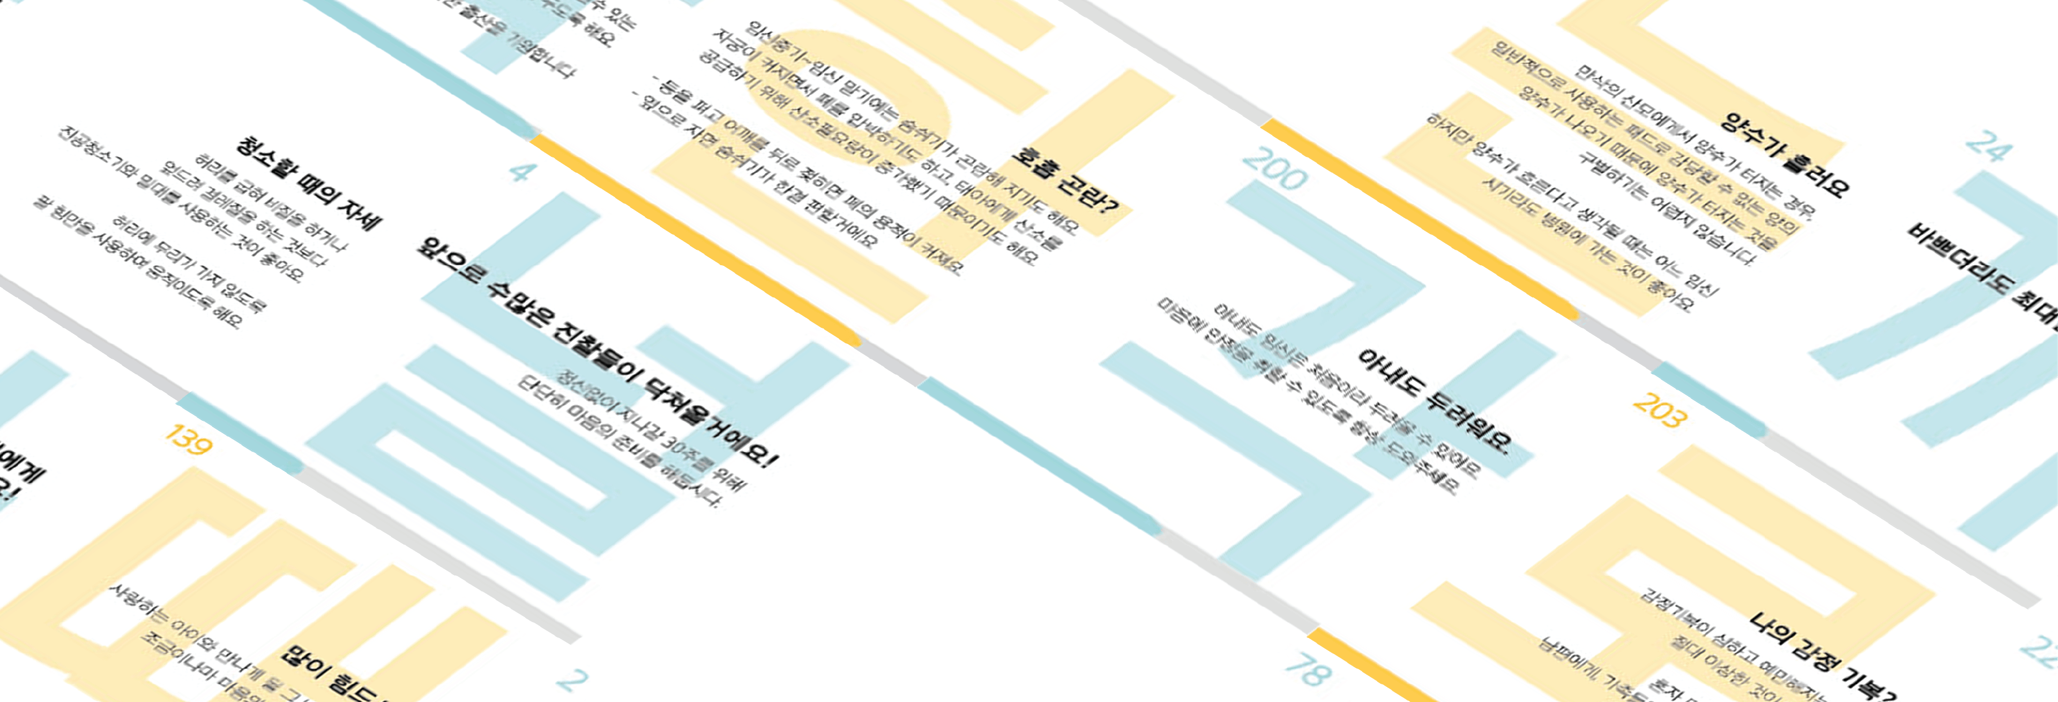 수 있는
해요.
출산을 기원합니다
청소할 때의 자세
허리를 굽혀 비질을 하거나
엎드려 걸레질을 하는 것보다
진공청소기와 밀대를 사용하는 것이 좋아요.
허리에 무리가 가지 않도록
팔 힘만을 사용하여 움직이도록 해요.
4
앞으로 수많은 진찰들이 닥쳐올거에요!
정신없이 지나갈 30주를 위해
단단히 마음의 준비를 해둡시다.
호흡 곤란?
임신중기~임신 말기에는 숨쉬기가 곤란해 지기도 해요.
자궁이 커지면서 폐를 압박하기도 하고, 태아에게 산소를
공급하기 위해 산소필요량이 증가했기 때문이기도 해요.
- 등을 펴고 어깨를 뒤로 젖히면 폐의 용적이 커져요.
- 옆으로 자면 숨쉬기가 한결 편할거에요
200
아내도 두려워요.
아내도 임신은 처음이라 두려울 수 있어요
마음에 안정을 취할 수 있도록 항상 도와주세요.
양수가 흘러요
만삭의 산모에게서 양수가 터지는 경우,
일반적으로 사용하는 패드로 감당할 수 없는 양의
양수가 나오기 때문에 양수가 터지는 것을
구별하기는 어렵지 않습니다.
하지만 양수가 흐른다고 생각될 때는 어느 임신
시기라도 병원에 가는 것이 좋아요.
24
바쁘더라도 최대
139
에게
많이 힘드
사랑하는 아이와 만나게 될 그
조금이나마 마음의
2
78
203
나의 감정 기복?
감정기복이 심하고 예민해지는
절대 이상한 것이
혼자
남편에게, 가족들
22